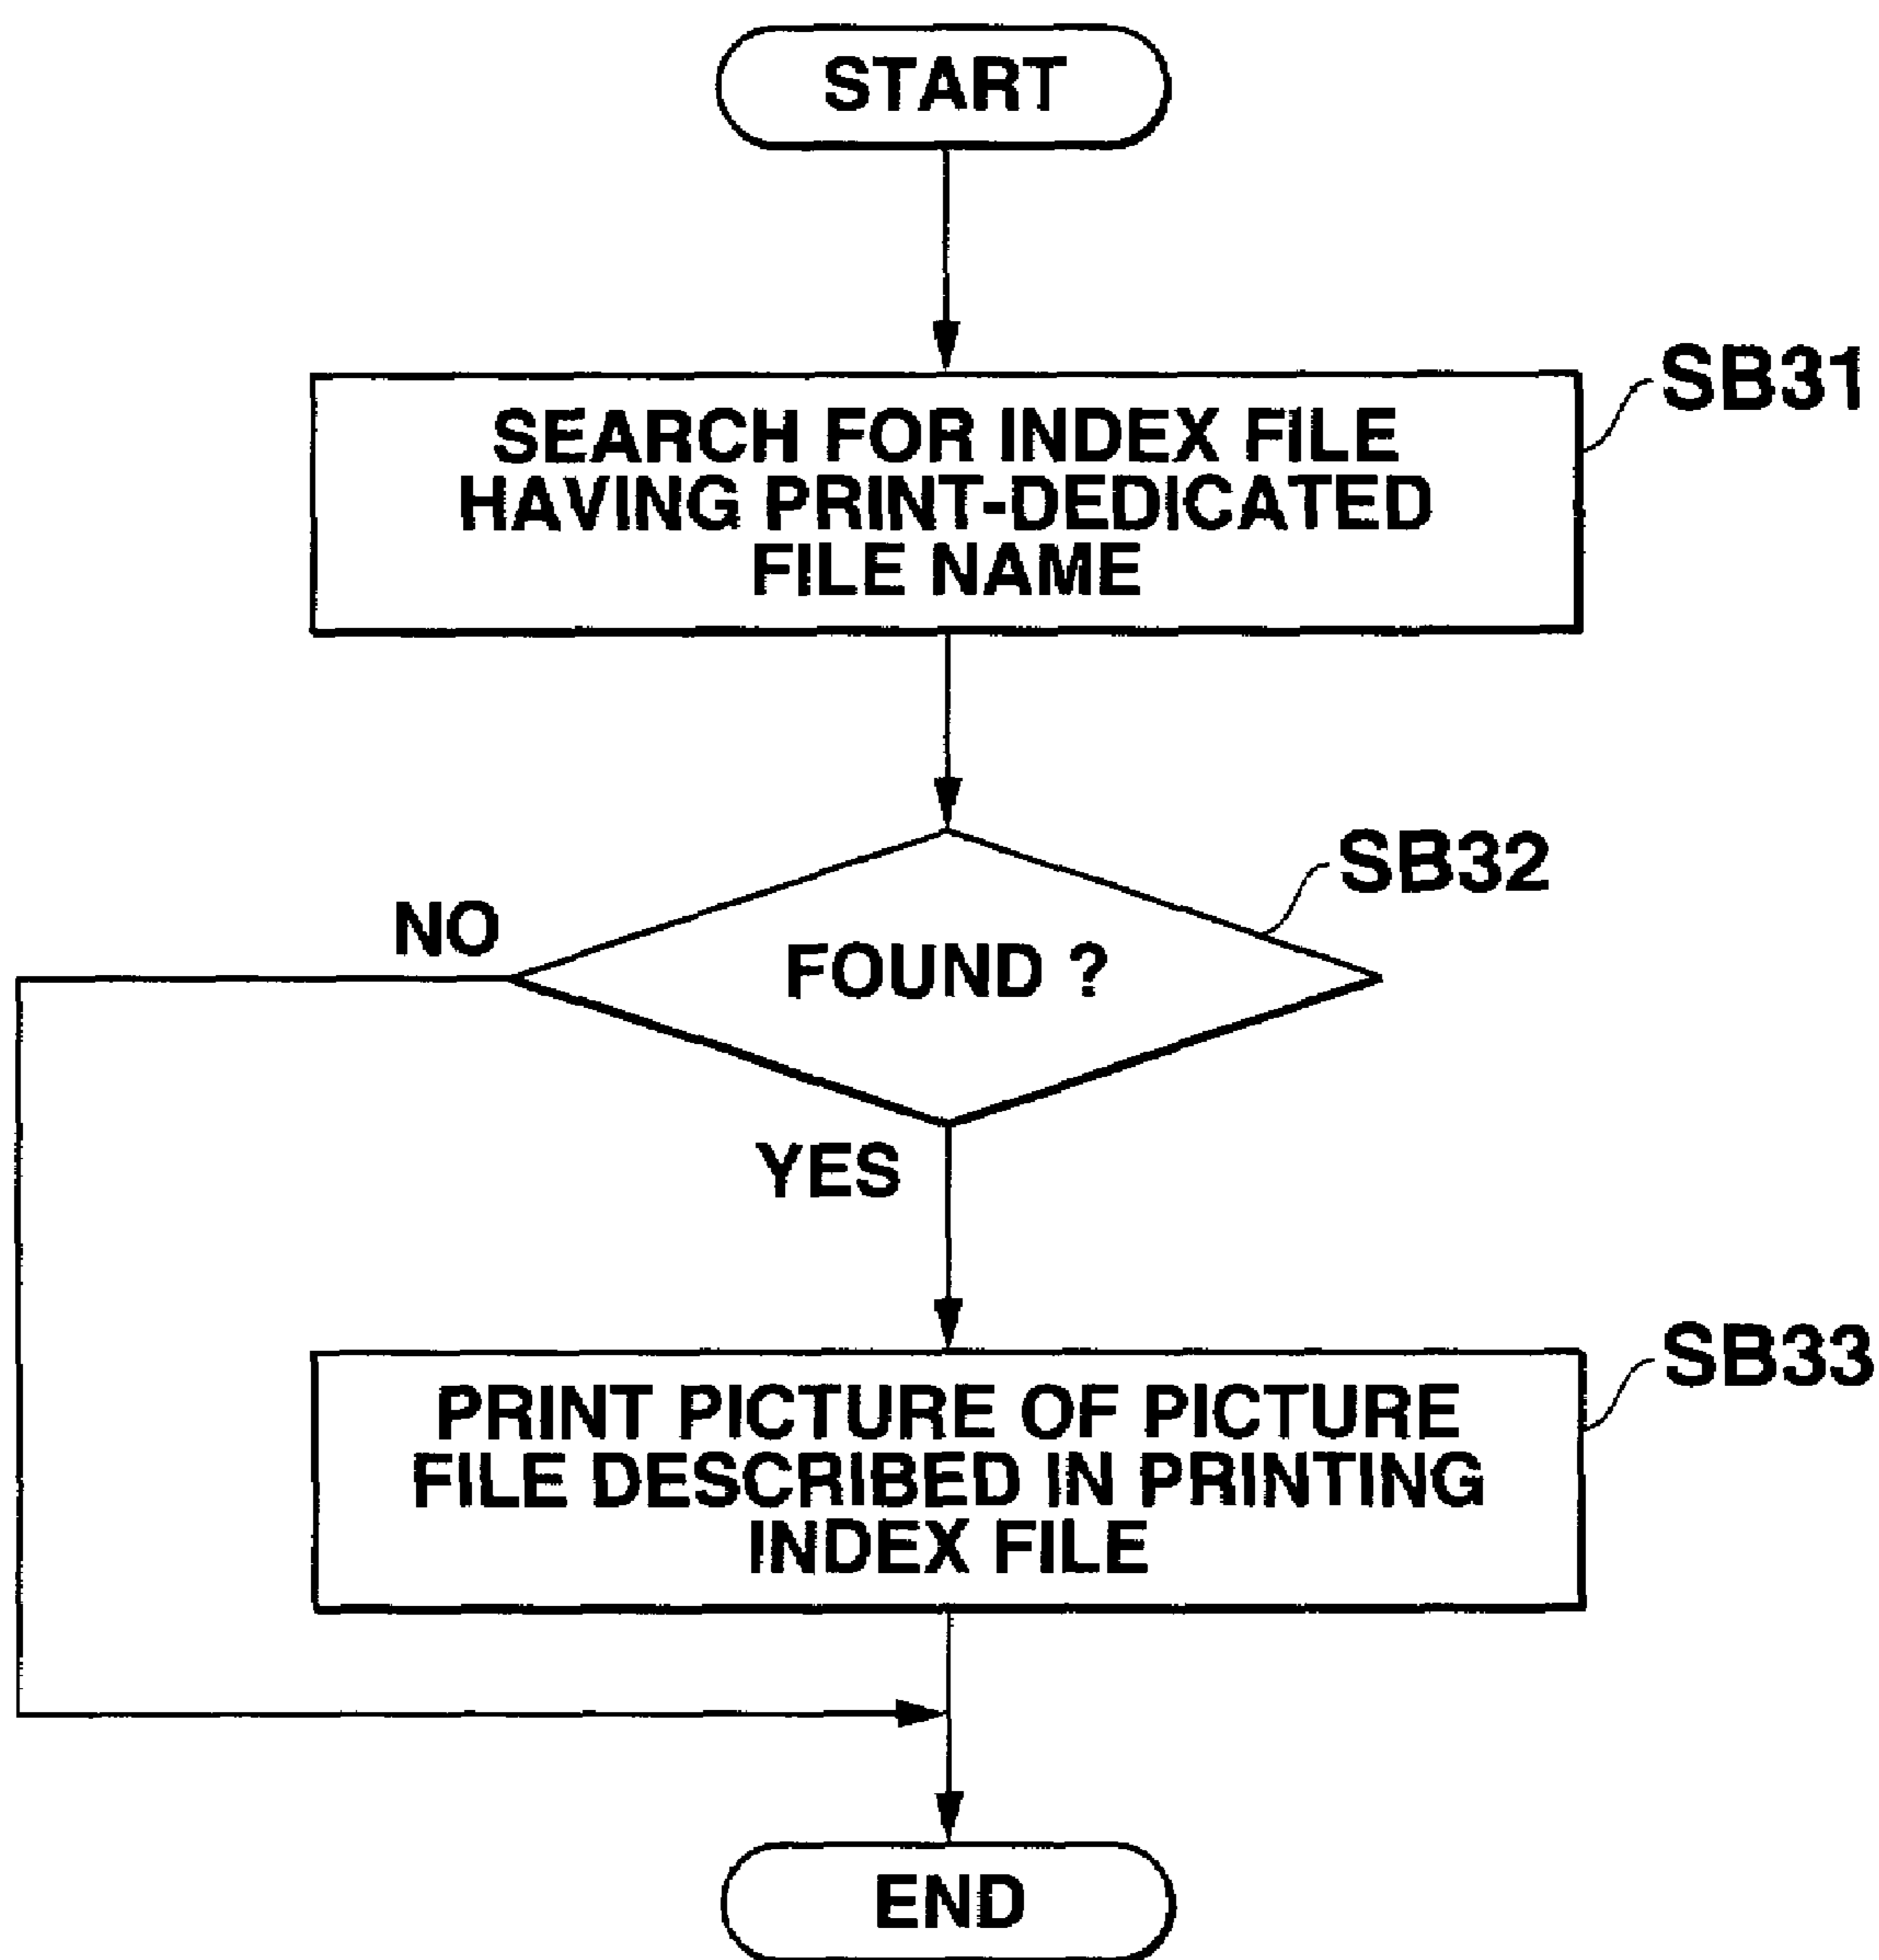 START
SB31
SEARCH FOR INDEX FILE
HAVING PRINT-DEDICATED
FILE NAME
SB32
NO
FOUND ?
YES
SB33
PRINT PICTURE OF PICTURE
FILE DESCRIBED IN PRINTING
INDEX FILE
END